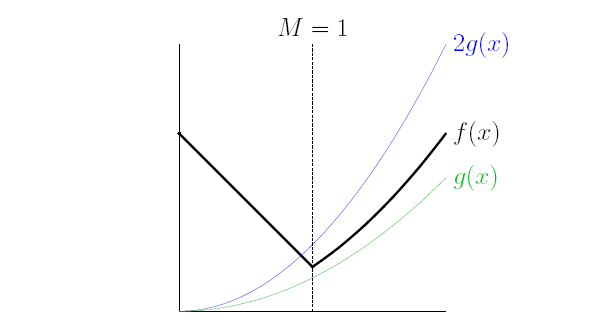 M = 1
2g(x)
f(x)
g(x)